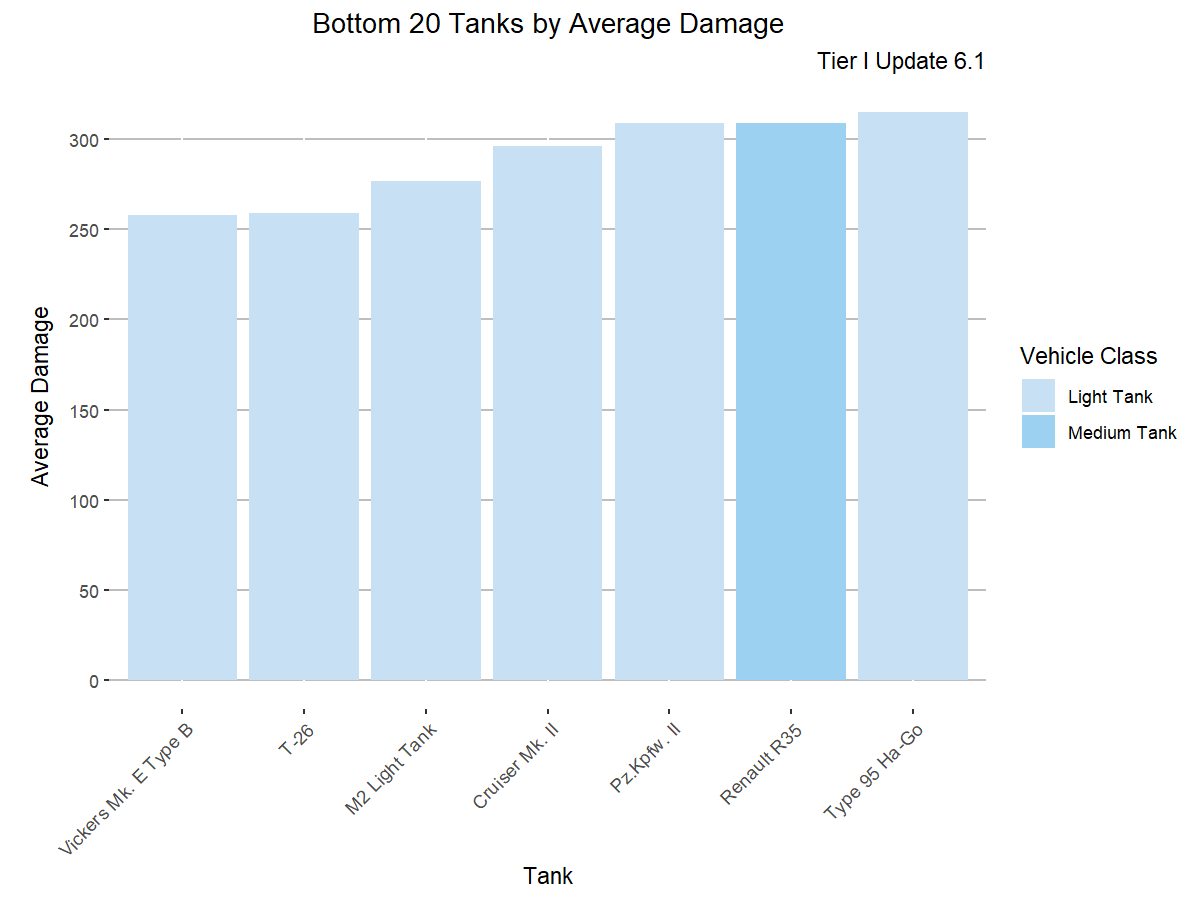 Bottom 20 Tanks by Average Damage
Tier I Update 6.1
300
250
200
150
100
50
0
Average Damage
Vickers Mk. E Type B
T-26
M2 Light Tank
Cruiser Mk. II
Pz.Kpfw. II
Renault R35
Type 95 Ha-Go
Tank
Vehicle Class
Light Tank
Medium Tank